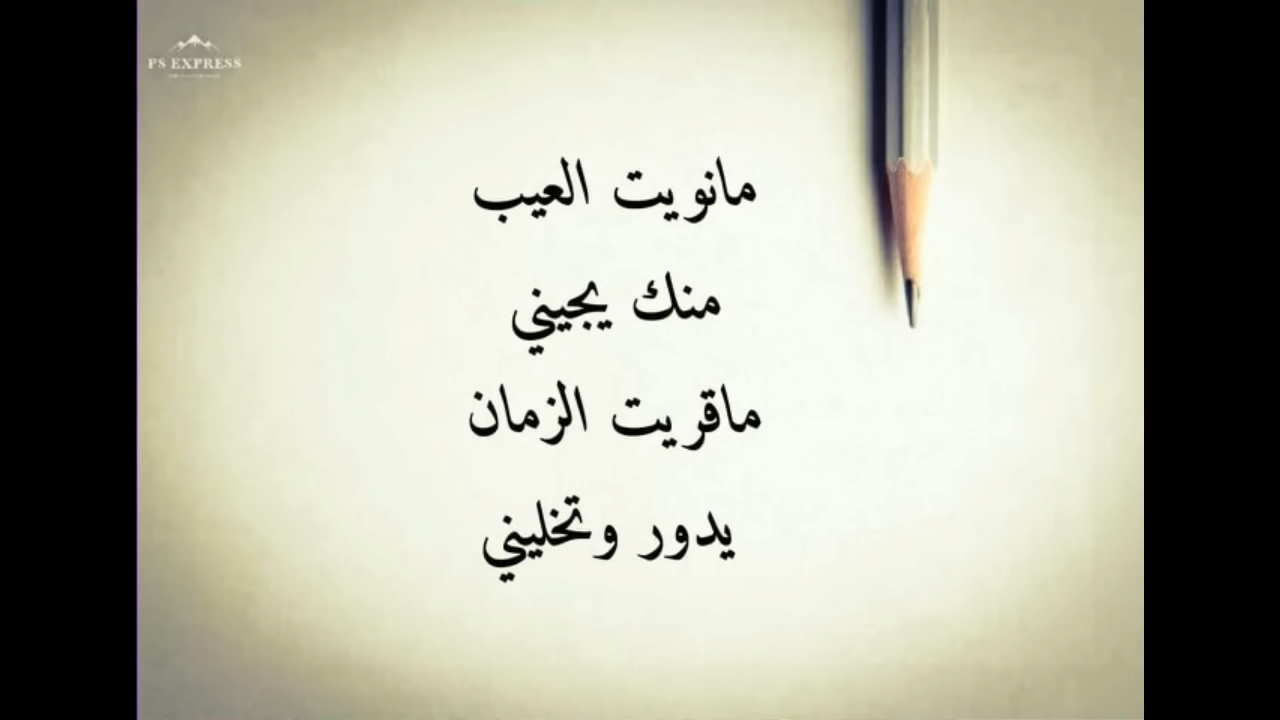 PS EXPRESS
مانويت العيب
منك يجيني
ماقريت الزمان
يدور وتخليني